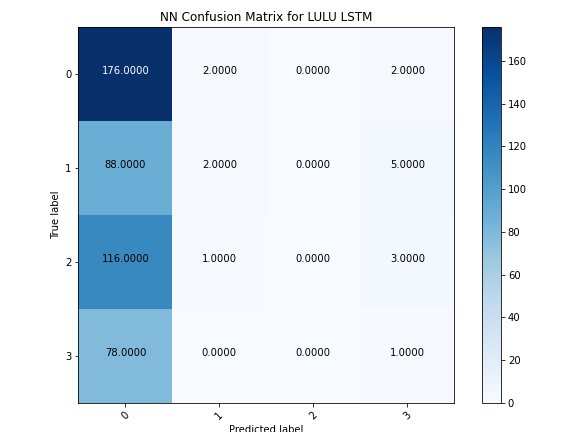 NN Confusion Matrix for LULU LSTM
0 176.0000 2.0000 0.0000 2.0000
1 88.0000 2.0000 0.0000 5.0000
2 116.0000 1.0000 0.0000 3.0000
3 78.0000 0.0000 0.0000 1.0000
0 1 2 3
True label
Predicted label
160
140
120
100
80
60
40
20
0